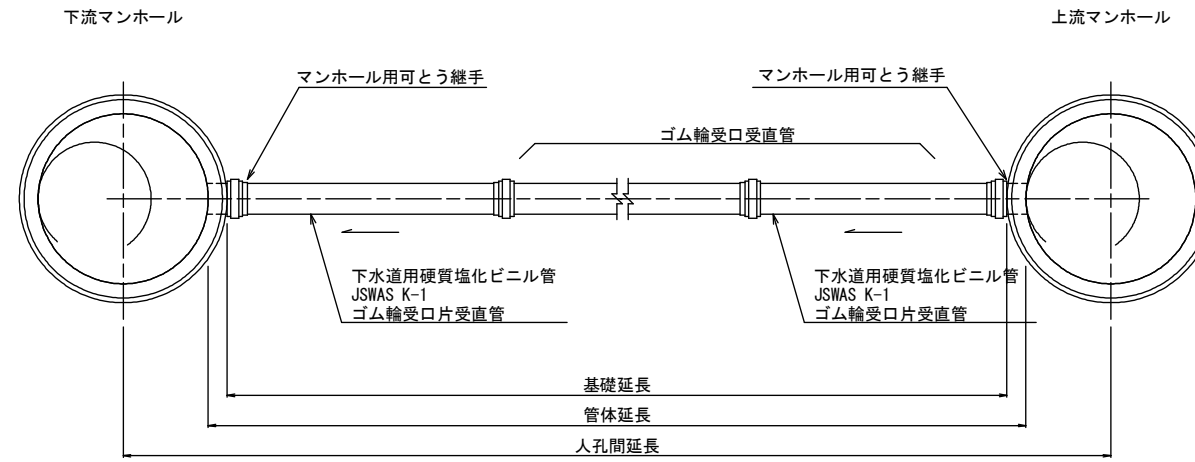 下流マンホール
上流マンホール
マンホール用可とう継手
マンホール用可とう継手
ゴム輪受口受直管
下水道用硬質塩化ビニル管
JSWAS K-1
ゴム輪受口片受直管
下水道用硬質塩化ビニル管
JSWAS K-1
ゴム輪受口片受直管
基礎延長
管体延長
人孔間延長